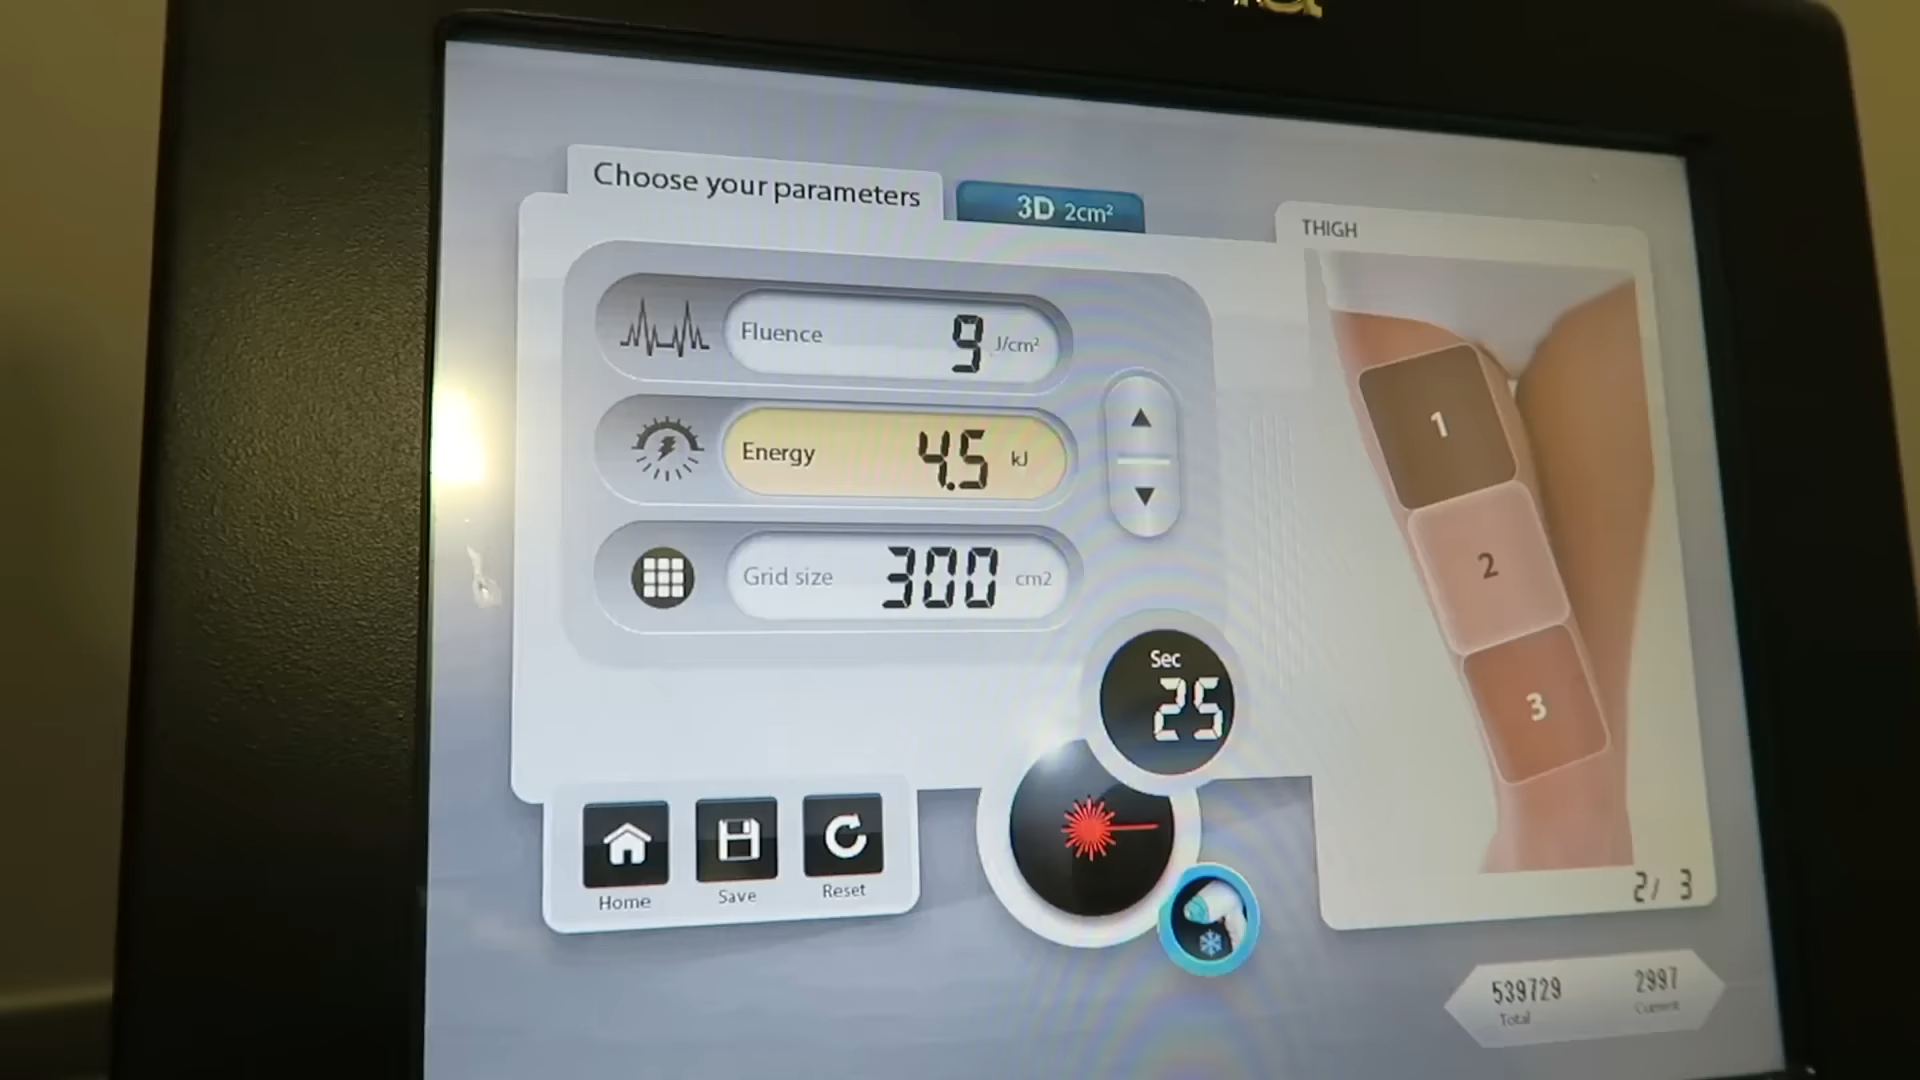 Choose your parameters
3D 2cm²
THIGH
Fluence 9 J/cm²
Energy 4.5 kJ
Grid size 300 cm2
1
2
3
Sec
25
Home
Save
Reset
2/ 3
539729 2997
Total Current